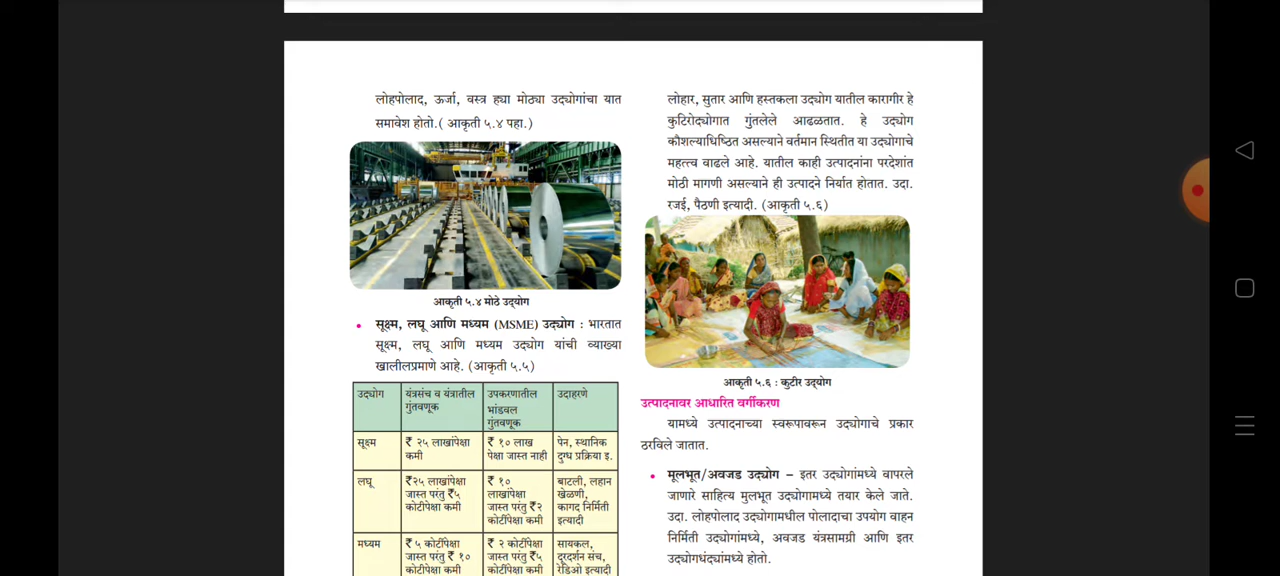 लोहपोलाद, ऊर्जा, वस्त्र ह्या मोठ्या उद्योगांचा यात
समावेश होतो.( आकृती ५.४ पहा.)
आकृती ५.४ मोठे उद्योग
• सूक्ष्म, लघू आणि मध्यम (MSME) उद्योग : भारतात
सूक्ष्म, लघू आणि मध्यम उद्योग यांची व्याख्या
खालीलप्रमाणे आहे. (आकृती ५.५)
उद्योग यंत्रसंच व यंत्रातील उपकरणातील उदाहरणे
गुंतवणूक भांडवल
गुंतवणूक
सूक्ष्म ₹ २५ लाखांपेक्षा ₹ १० लाख पेन, स्थानिक
कमी पेक्षा जास्त नाही दुग्ध प्रक्रिया इ.
लघू ₹२५ लाखांपेक्षा ₹ १० बाटली, लहान
जास्त परंतु ₹५ लाखांपेक्षा खेळणी,
कोटींपेक्षा कमी जास्त परंतु ₹२ कागद निर्मिती
कोटींपेक्षा कमी इत्यादी
मध्यम ₹ ५ कोटींपेक्षा ₹ २ कोटींपेक्षा सायकल,
जास्त परंतु ₹ १० जास्त परंतु ₹५ दूरदर्शन संच,
कोटींपेक्षा कमी कोटींपेक्षा कमी रेडिओ इत्यादी
लोहार, सुतार आणि हस्तकला उद्योग यातील कारागीर हे
कुटिरोद्योगात गुंतलेले आढळतात. हे उद्योग
कौशल्याधिष्ठित असल्याने वर्तमान स्थितीत या उद्योगाचे
महत्त्व वाढले आहे. यातील काही उत्पादनांना परदेशांत
मोठी मागणी असल्याने ही उत्पादने निर्यात होतात. उदा.
रजई, पैठणी इत्यादी. (आकृती ५.६)
आकृती ५.६ : कुटीर उद्योग
उत्पादनावर आधारित वर्गीकरण
यामध्ये उत्पादनाच्या स्वरूपावरून उद्योगाचे प्रकार
ठरविले जातात.
• मूलभूत/अवजड उद्योग – इतर उद्योगांमध्ये वापरले
जाणारे साहित्य मुलभूत उद्योगामध्ये तयार केले जाते.
उदा. लोहपोलाद उद्योगामधील पोलादाचा उपयोग वाहन
निर्मिती उद्योगांमध्ये, अवजड यंत्रसामग्री आणि इतर
उद्योगधंद्यांमध्ये होतो.